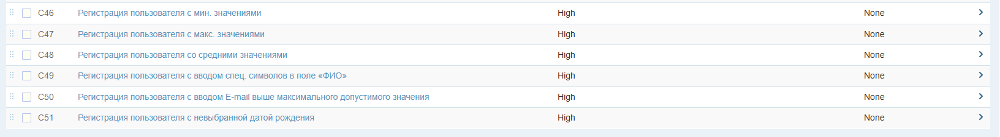 C46 Регистрация пользователя с мин. значениями High None
C47 Регистрация пользователя с макс. значениями High None
C48 Регистрация пользователя со средними значениями High None
C49 Регистрация пользователя с вводом спец. символов в поле «ФИО» High None
C50 Регистрация пользователя с вводом E-mail выше максимального допустимого значения High None
C51 Регистрация пользователя с невыбранной датой рождения High None